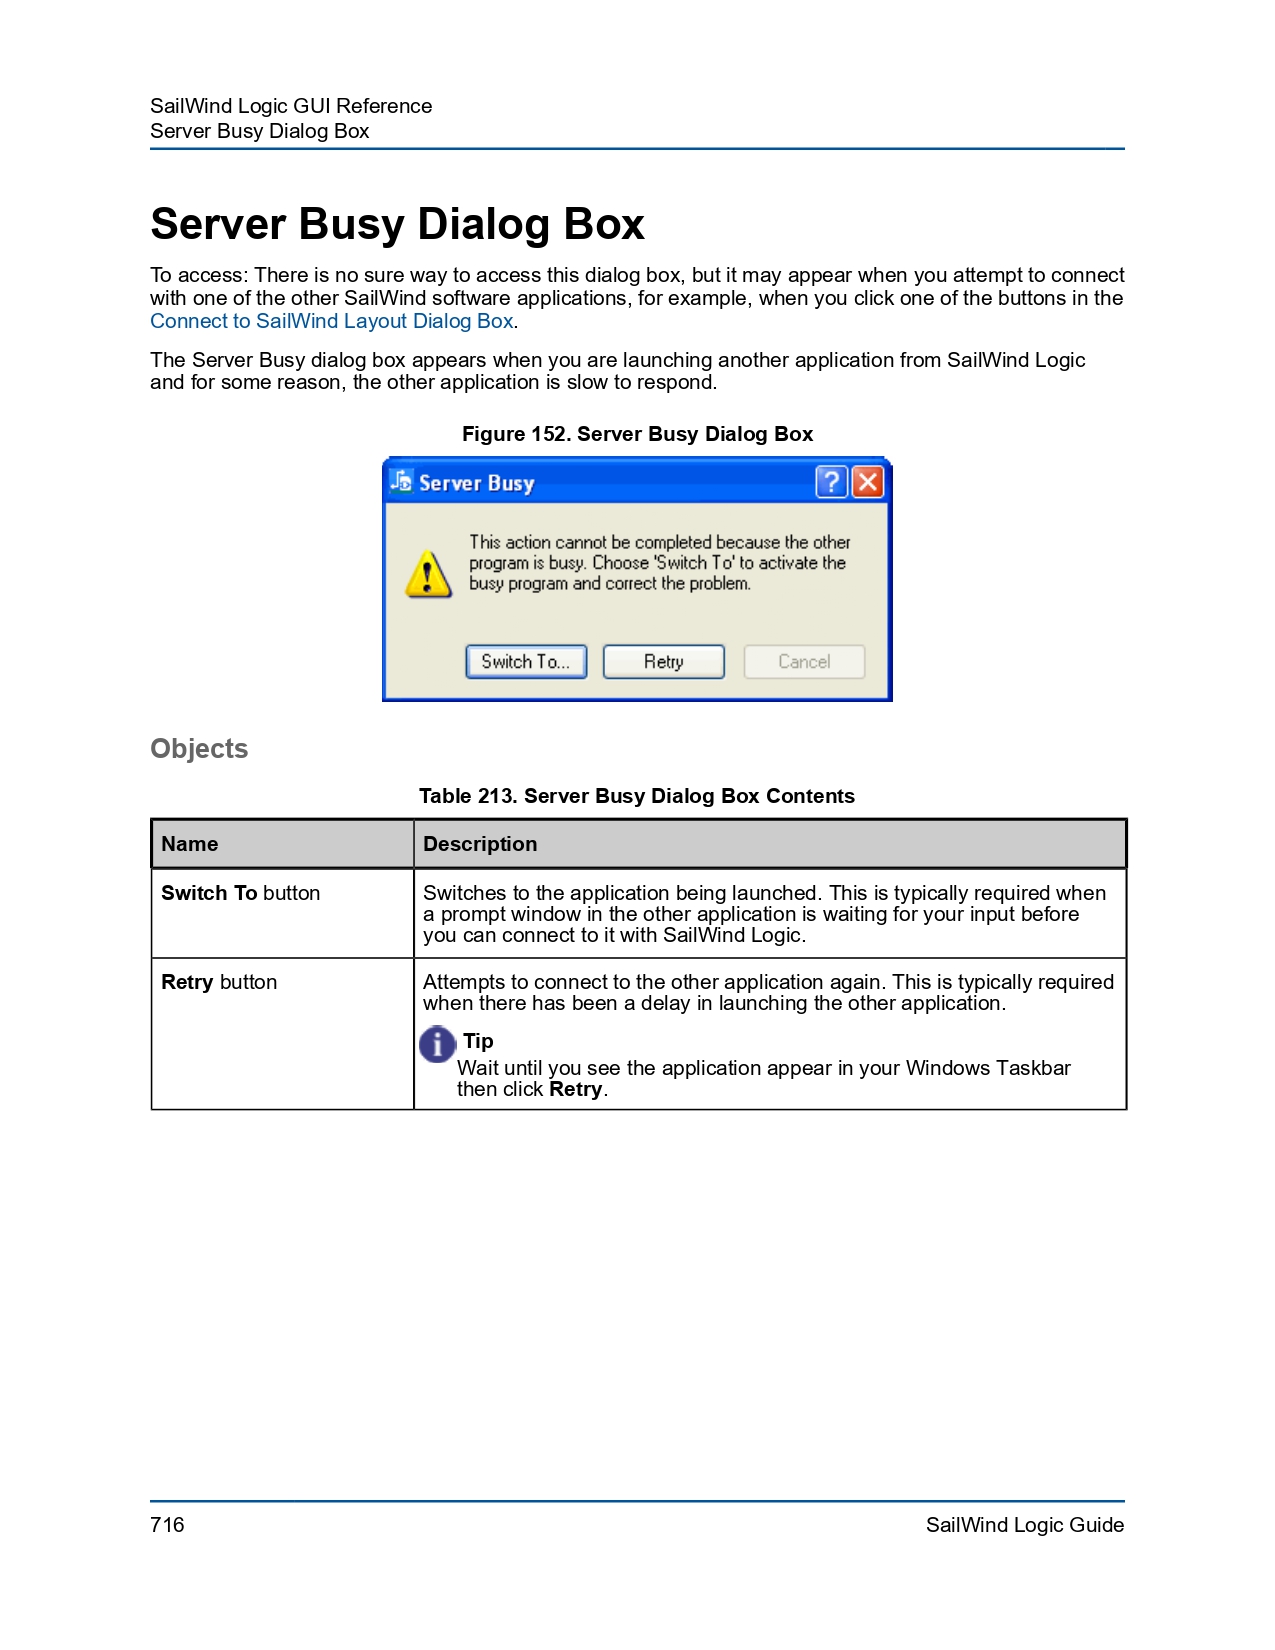 SailWind Logic GUI Reference
Server Busy Dialog Box
Server Busy Dialog Box
To access: There is no sure way to access this dialog box, but it may appear when you attempt to connect
with one of the other SailWind software applications, for example, when you click one of the buttons in the
Connect to SailWind Layout Dialog Box.
The Server Busy dialog box appears when you are launching another application from SailWind Logic
and for some reason, the other application is slow to respond.
Figure 152. Server Busy Dialog Box
Server Busy
This action cannot be completed because the other
program is busy. Choose 'Switch To' to activate the
busy program and correct the problem.
Switch To... Retry Cancel
Objects
Table 213. Server Busy Dialog Box Contents
Name Description
Switch To button Switches to the application being launched. This is typically required when
a prompt window in the other application is waiting for your input before
you can connect to it with SailWind Logic.
Retry button Attempts to connect to the other application again. This is typically required
when there has been a delay in launching the other application.
Tip
Wait until you see the application appear in your Windows Taskbar
then click Retry.
716 SailWind Logic Guide